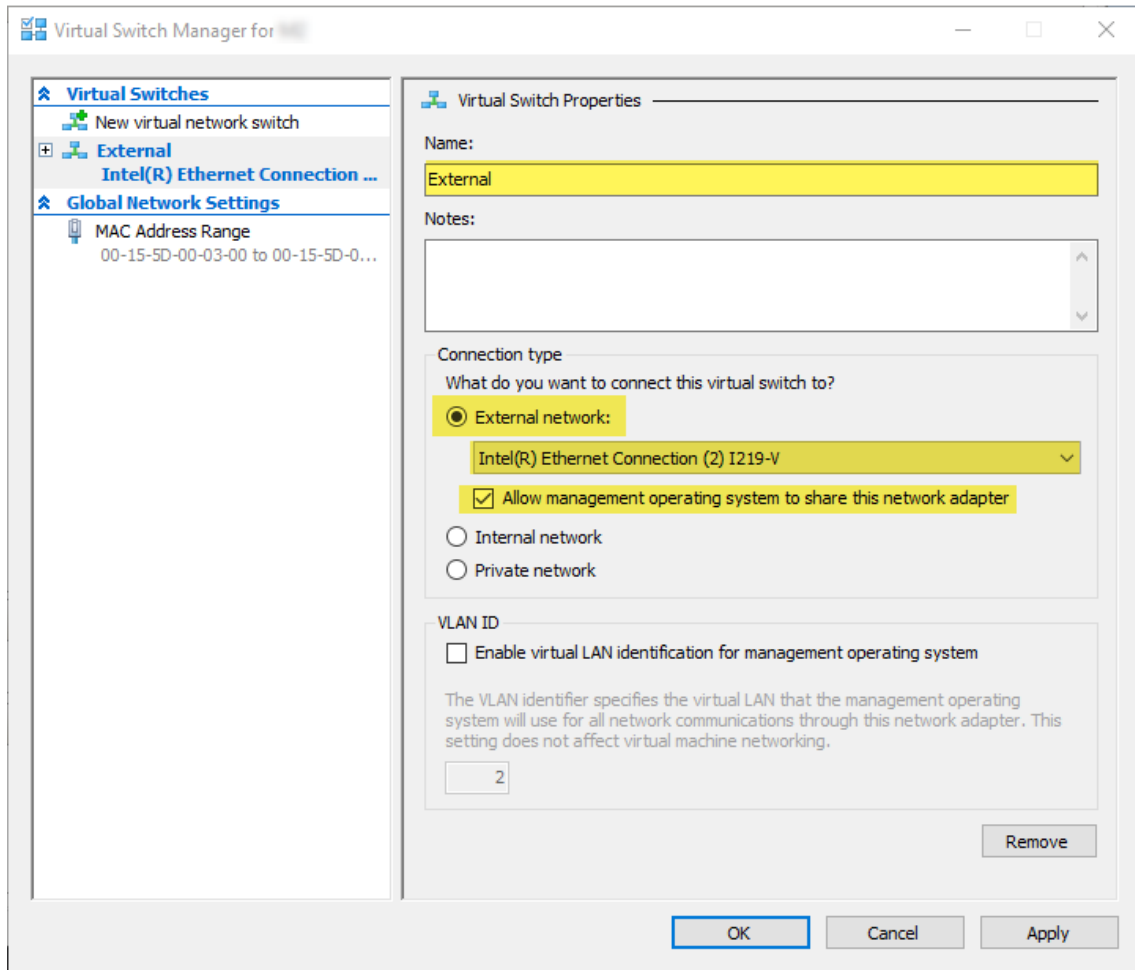 Virtual Switch Manager for
Virtual Switches
New virtual network switch
External
Intel(R) Ethernet Connection ...
Global Network Settings
MAC Address Range
00-15-5D-00-03-00 to 00-15-5D-0...
Virtual Switch Properties
Name:
External
Notes:
Connection type
What do you want to connect this virtual switch to?
External network:
Intel(R) Ethernet Connection (2) I219-V
Allow management operating system to share this network adapter
Internal network
Private network
VLAN ID
Enable virtual LAN identification for management operating system
The VLAN identifier specifies the virtual LAN that the management operating
system will use for all network communications through this network adapter. This
setting does not affect virtual machine networking.
2
Remove
OK
Cancel
Apply